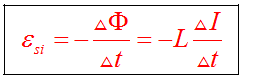 ε_si = -ΔΦ/Δt = -L ΔI/Δt